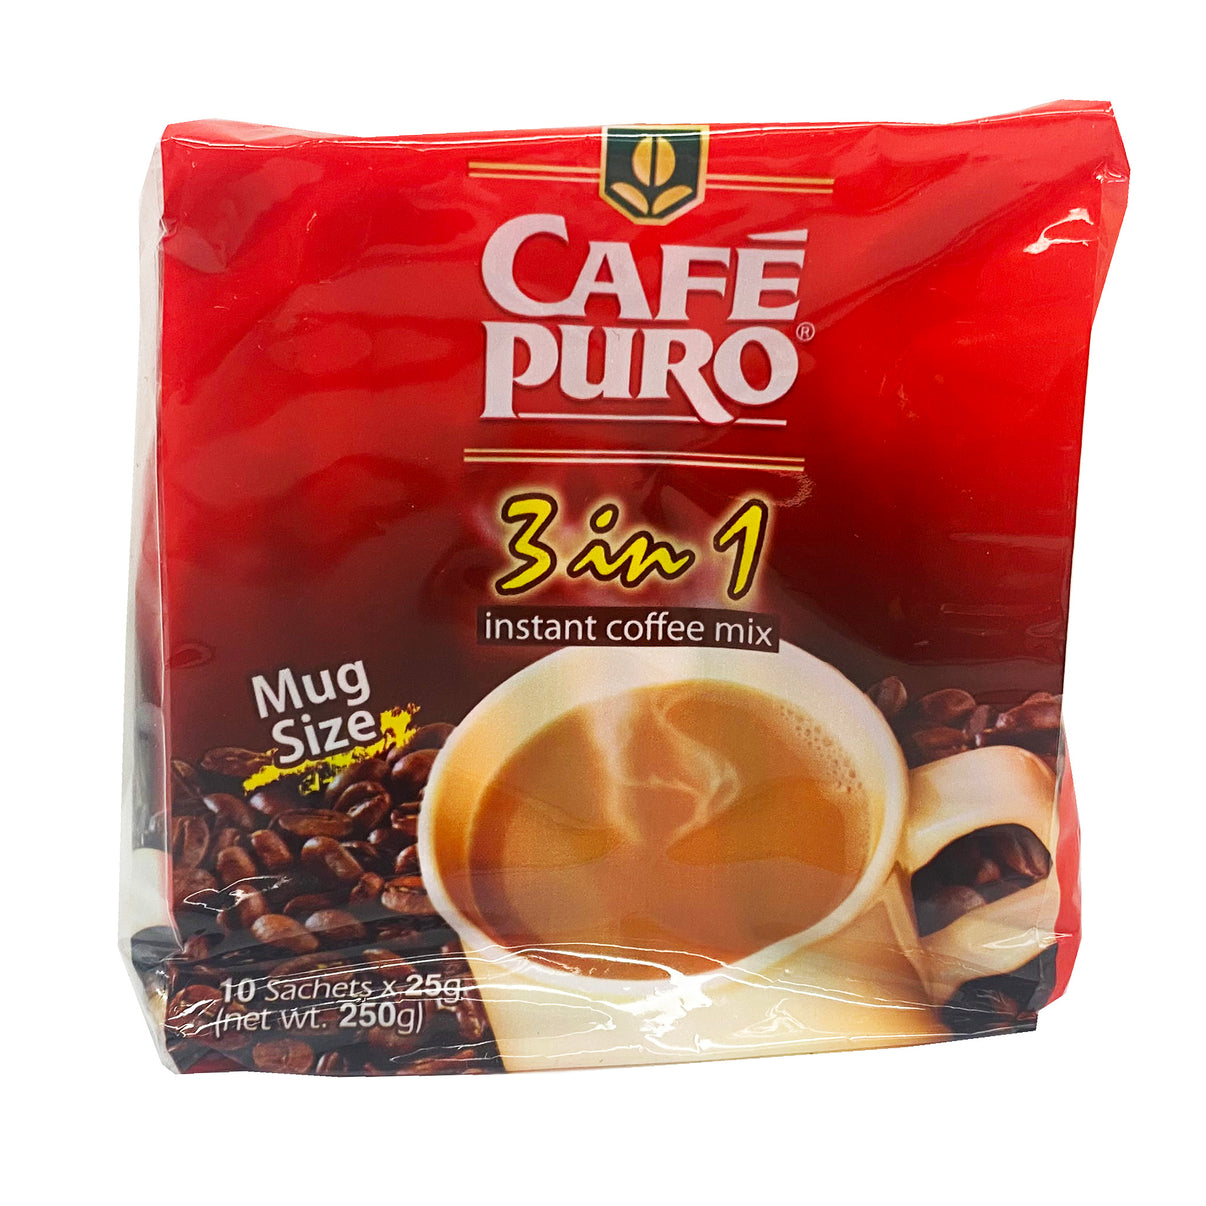 CAFÉ
PURO®
3 in 1
instant coffee mix
Mug
Size
10 Sachets x 25g
(net wt. 250g)